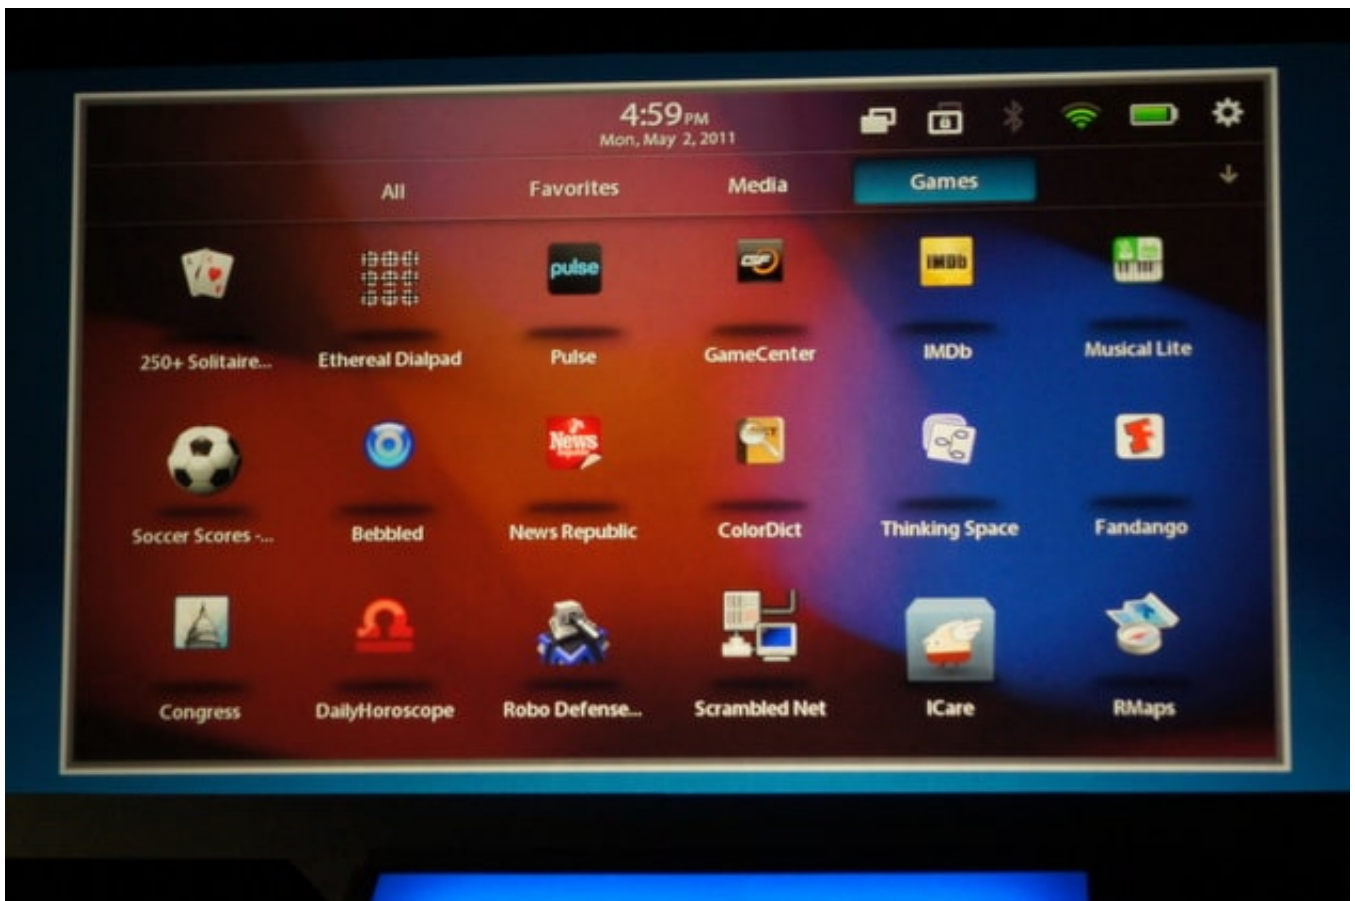 4:59PM
Mon, May 2, 2011
All Favorites Media Games
pulse CSF IMDb
250+ Solitaire... Ethereal Dialpad Pulse GameCenter IMDb Musical Lite
News
Republic
Soccer Scores -... Bebbled News Republic ColorDict Thinking Space Fandango
Congress DailyHoroscope Robo Defense... Scrambled Net ICare RMaps